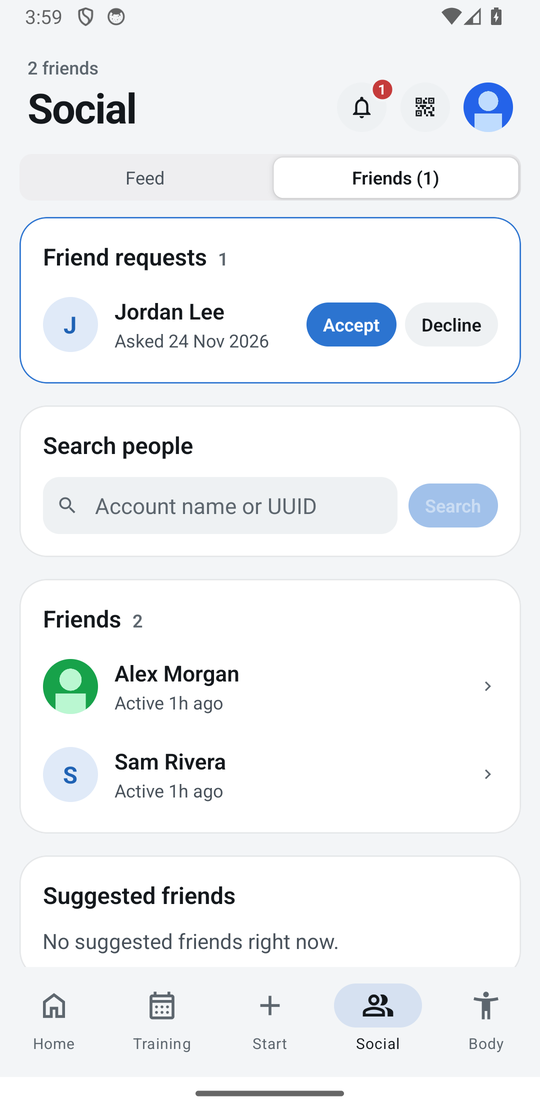 3:59
2 friends
Social
1
Feed
Friends (1)
Friend requests 1
J
Jordan Lee
Asked 24 Nov 2026
Accept
Decline
Search people
Account name or UUID
Search
Friends 2
Alex Morgan
Active 1h ago
S
Sam Rivera
Active 1h ago
Suggested friends
No suggested friends right now.
Home
Training
Start
Social
Body